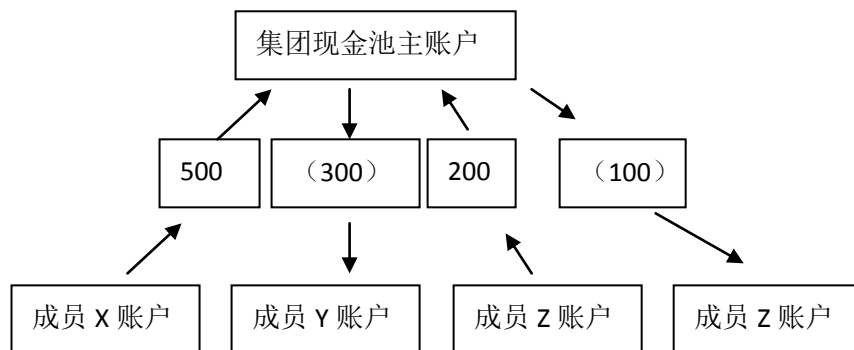 集团现金池主账户
500
（300）
200
（100）
成员 X 账户
成员 Y 账户
成员 Z 账户
成员 Z 账户